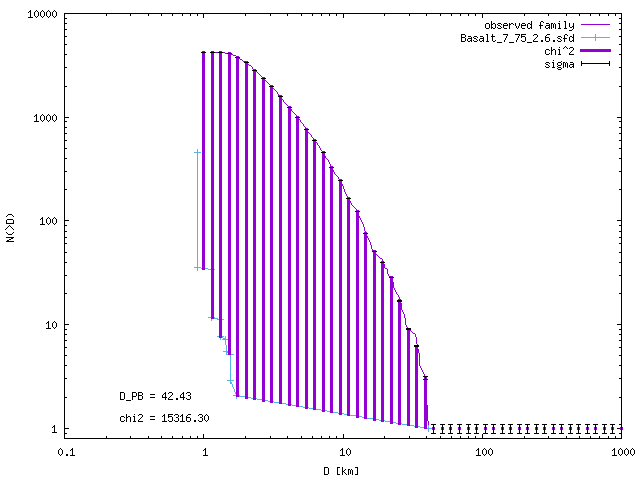 10000
1000
100
10
1
N(>D)
observed family
Basalt_7_75_2.6.sfd
chi^2
sigma
D_PB = 42.43
chi2 = 15316.30
0.1 1 10 100 1000
D [km]